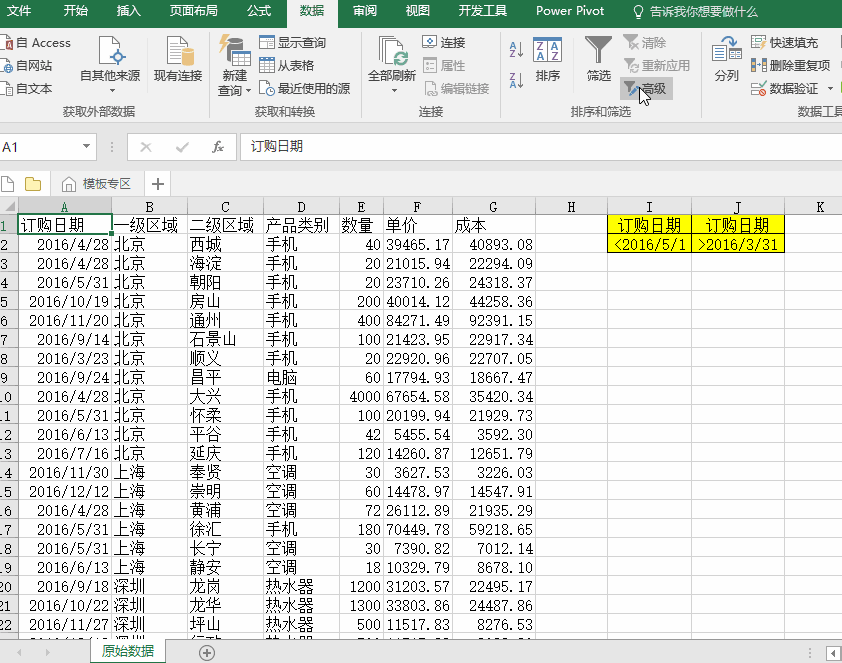 文件 开始 插入 页面布局 公式 数据 审阅 视图 开发工具 Power Pivot 告诉我你想要做什么
自 Access
自网站
自文本
自其他来源
现有连接
获取外部数据
新建
查询
显示查询
从表格
最近使用的源
获取和转换
全部刷新
连接
属性
编辑链接
连接
排序
筛选
清除
重新应用
高级
排序和筛选
分列
快速填充
删除重复项
数据验证
数据工具
A1 fx 订购日期
模板专区
A B C D E F G H I J K
1 订购日期 一级区域 二级区域 产品类别 数量 单价 成本 订购日期 订购日期
2 2016/4/28 北京 西城 手机 40 39465.17 40893.08 <2016/5/1 >2016/3/31
3 2016/4/28 北京 海淀 手机 20 21015.94 22294.09
4 2016/5/31 北京 朝阳 手机 20 23710.26 24318.37
5 2016/10/19 北京 房山 手机 200 40014.12 44258.36
6 2016/11/20 北京 通州 手机 400 84271.49 92391.15
7 2016/9/14 北京 石景山 手机 100 21423.95 22917.34
8 2016/3/23 北京 顺义 手机 20 22920.96 22707.05
9 2016/9/24 北京 昌平 电脑 60 17794.93 18667.47
10 2016/4/28 北京 大兴 手机 4000 67654.58 35420.34
11 2016/5/31 北京 怀柔 手机 100 20199.94 21929.73
12 2016/6/13 北京 平谷 手机 42 5455.54 3592.30
13 2016/7/16 北京 延庆 手机 120 14260.87 12651.79
14 2016/11/30 上海 奉贤 空调 30 3627.53 3226.03
15 2016/12/12 上海 崇明 空调 60 14478.97 14547.91
16 2016/4/28 上海 黄浦 空调 72 26112.89 21935.29
17 2016/5/31 上海 徐汇 手机 180 70449.78 59218.65
18 2016/5/31 上海 长宁 空调 30 7390.82 7012.14
19 2016/6/13 上海 静安 空调 18 10329.79 8678.10
20 2016/9/18 深圳 龙岗 热水器 1200 31203.57 22495.17
21 2016/10/22 深圳 龙华 热水器 1300 33803.86 24487.86
22 2016/11/27 深圳 坪山 热水器 500 11517.83 8276.53
原始数据